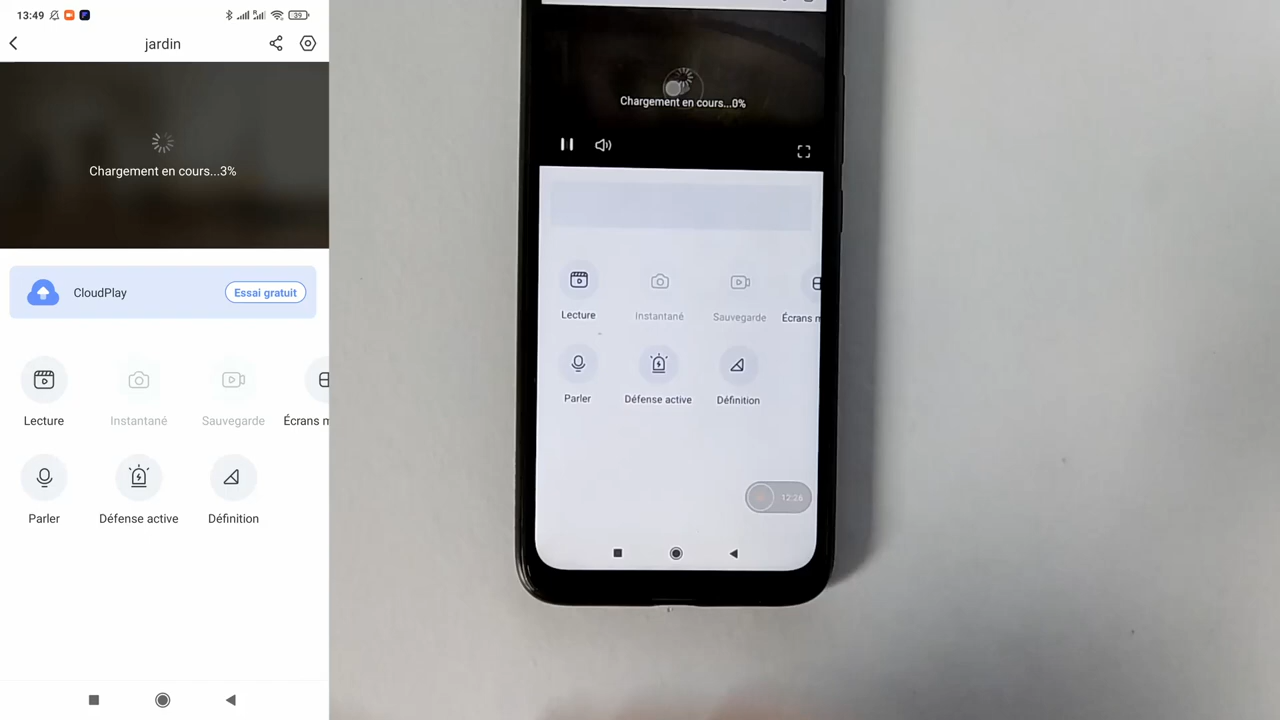 13:49
39
jardin
Chargement en cours...3%
CloudPlay
Essai gratuit
Lecture
Instantané
Sauvegarde
Écrans m
Parler
Défense active
Définition
Chargement en cours...0%
Lecture
Instantané
Sauvegarde
Écrans m
Parler
Défense active
Définition
12:26